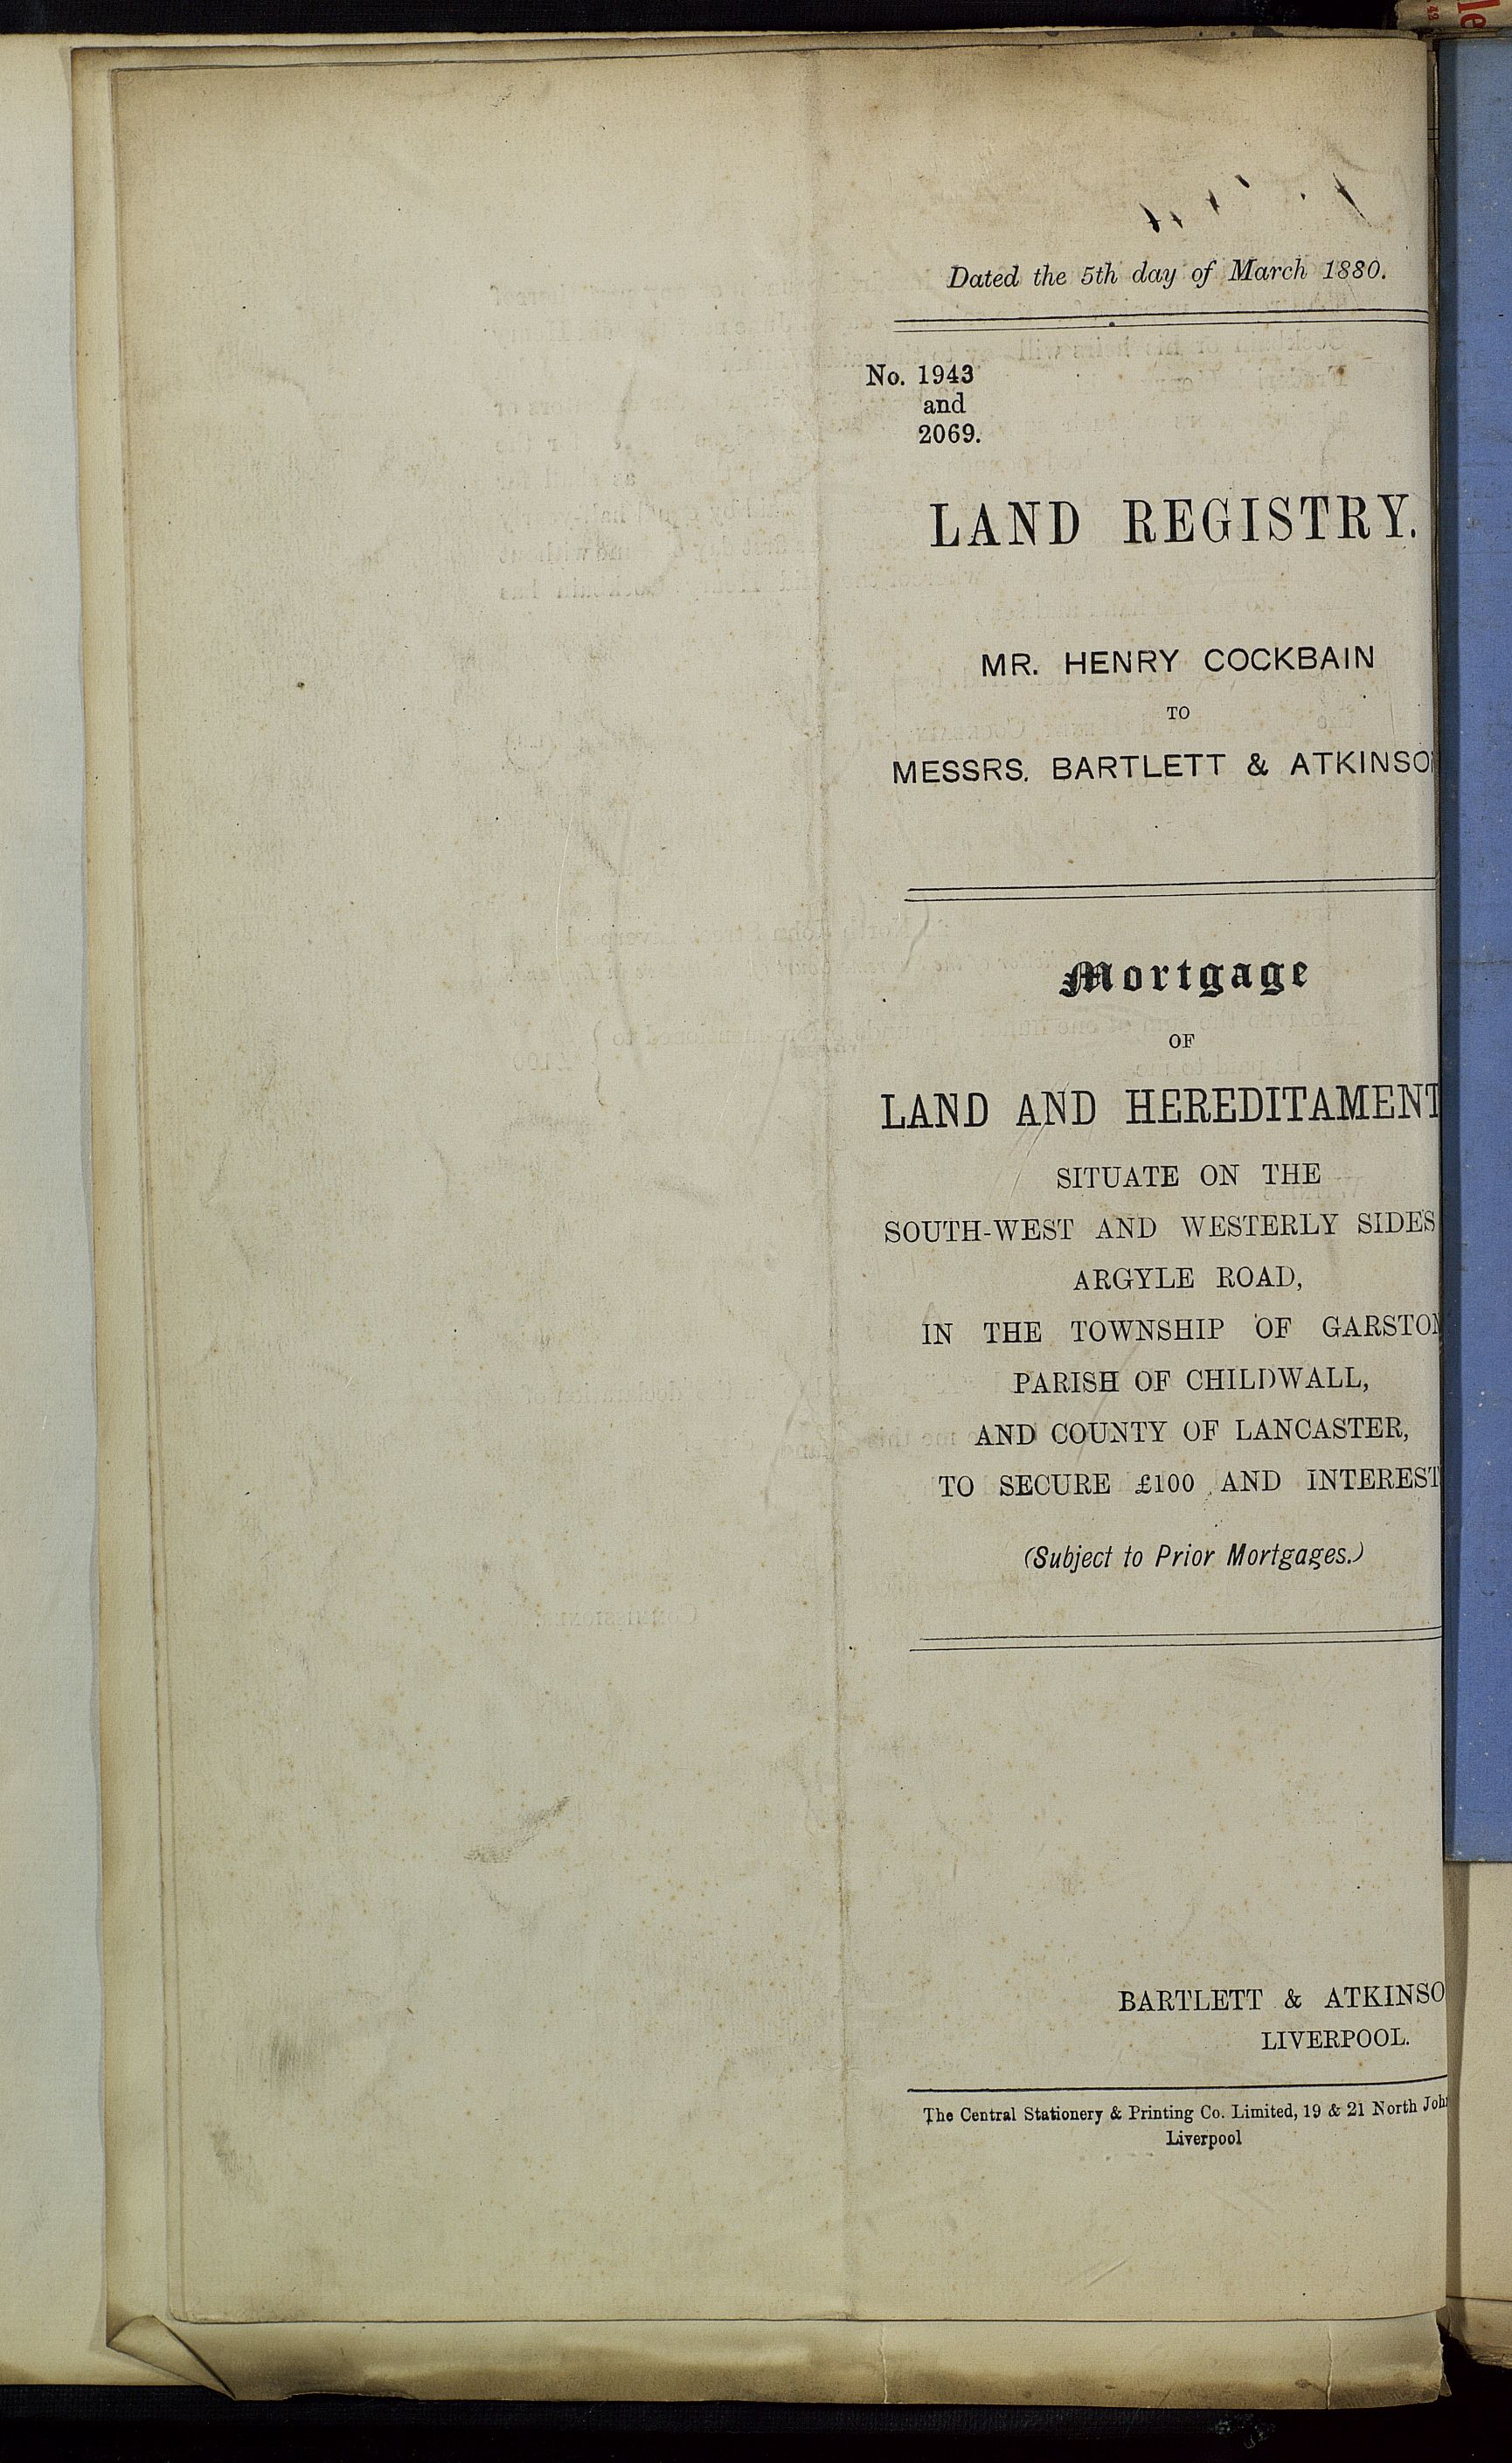 Dated the 5th day of March 1880.
No. 1943
and
2069.
LAND REGISTRY.
MR. HENRY COCKBAIN
TO
MESSRS. BARTLETT & ATKINSON
Mortgage
OF
LAND AND HEREDITAMENT
SITUATE ON THE
SOUTH-WEST AND WESTERLY SIDES
ARGYLE ROAD,
IN THE TOWNSHIP OF GARSTON
PARISH OF CHILDWALL,
AND COUNTY OF LANCASTER,
TO SECURE £100 AND INTEREST
(Subject to Prior Mortgages.)
BARTLETT & ATKINSO
LIVERPOOL.
The Central Stationery & Printing Co. Limited, 19 & 21 North John
Liverpool